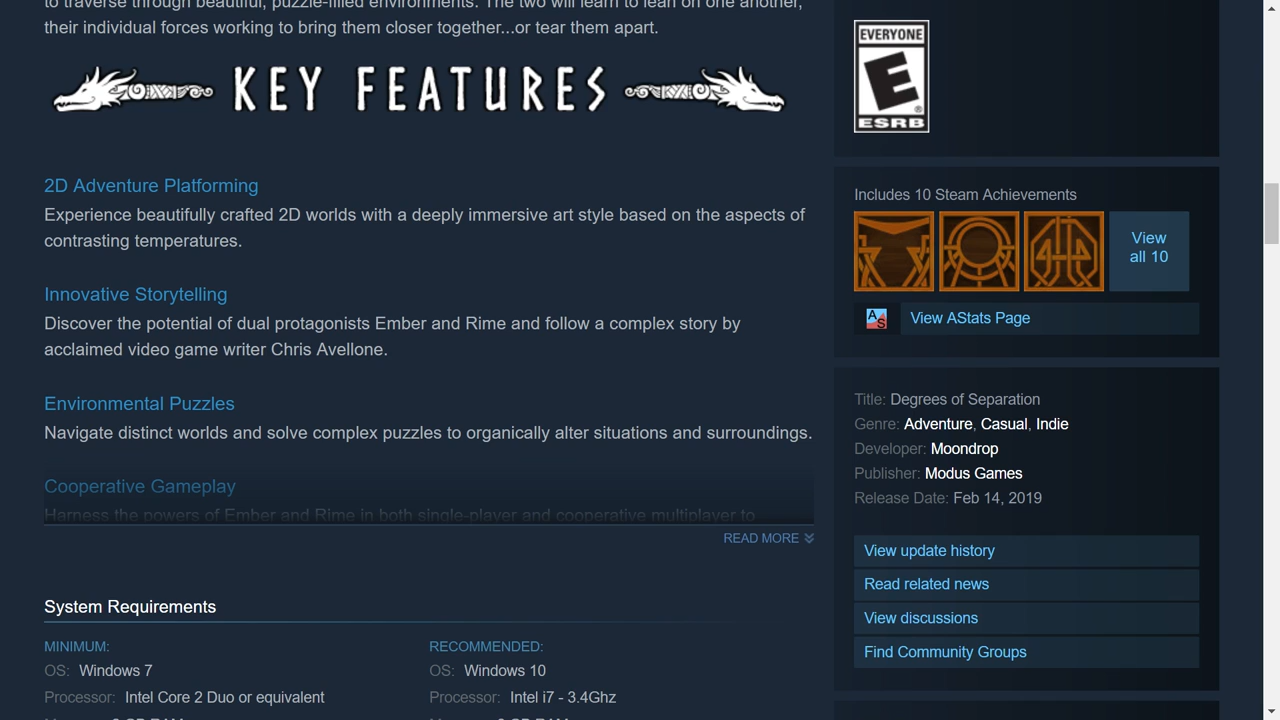 to traverse through beautiful, puzzle-filled environments. The two will learn to lean on one another,
their individual forces working to bring them closer together...or tear them apart.
KEY FEATURES
2D Adventure Platforming
Experience beautifully crafted 2D worlds with a deeply immersive art style based on the aspects of
contrasting temperatures.
Innovative Storytelling
Discover the potential of dual protagonists Ember and Rime and follow a complex story by
acclaimed video game writer Chris Avellone.
Environmental Puzzles
Navigate distinct worlds and solve complex puzzles to organically alter situations and surroundings.
Cooperative Gameplay
Harness the powers of Ember and Rime in both single-player and cooperative multiplayer to
READ MORE
System Requirements
MINIMUM:
OS: Windows 7
Processor: Intel Core 2 Duo or equivalent
RECOMMENDED:
OS: Windows 10
Processor: Intel i7 - 3.4Ghz
EVERYONE
E
®
ESRB
Includes 10 Steam Achievements
View
all 10
AS
View AStats Page
Title: Degrees of Separation
Genre: Adventure, Casual, Indie
Developer: Moondrop
Publisher: Modus Games
Release Date: Feb 14, 2019
View update history
Read related news
View discussions
Find Community Groups